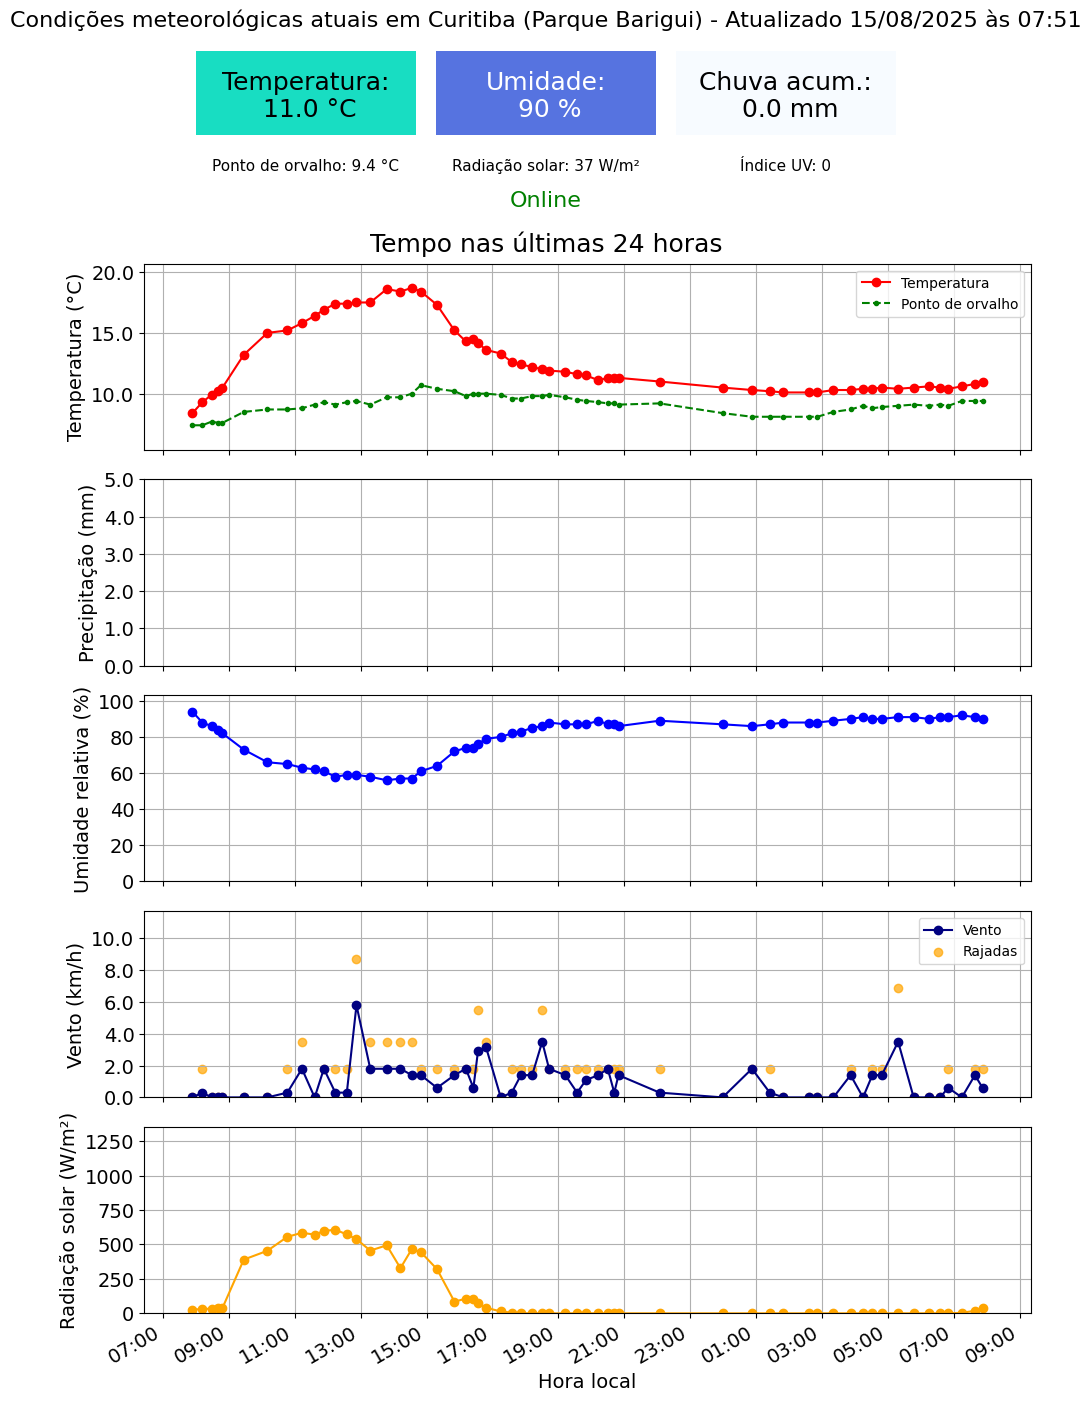 Condições meteorológicas atuais em Curitiba (Parque Barigui) - Atualizado 15/08/2025 às 07:51
Temperatura:
11.0 °C
Umidade:
90 %
Chuva acum.:
0.0 mm
Ponto de orvalho: 9.4 °C
Radiação solar: 37 W/m²
Índice UV: 0
Online
Tempo nas últimas 24 horas
Temperatura (°C)
20.0
15.0
10.0
Temperatura
Ponto de orvalho
Precipitação (mm)
5.0
4.0
3.0
2.0
1.0
0.0
Umidade relativa (%)
100
80
60
40
20
0
Vento (km/h)
10.0
8.0
6.0
4.0
2.0
0.0
Vento
Rajadas
Radiação solar (W/m²)
1250
1000
750
500
250
0
07:00
09:00
11:00
13:00
15:00
17:00
19:00
21:00
23:00
01:00
03:00
05:00
07:00
09:00
Hora local